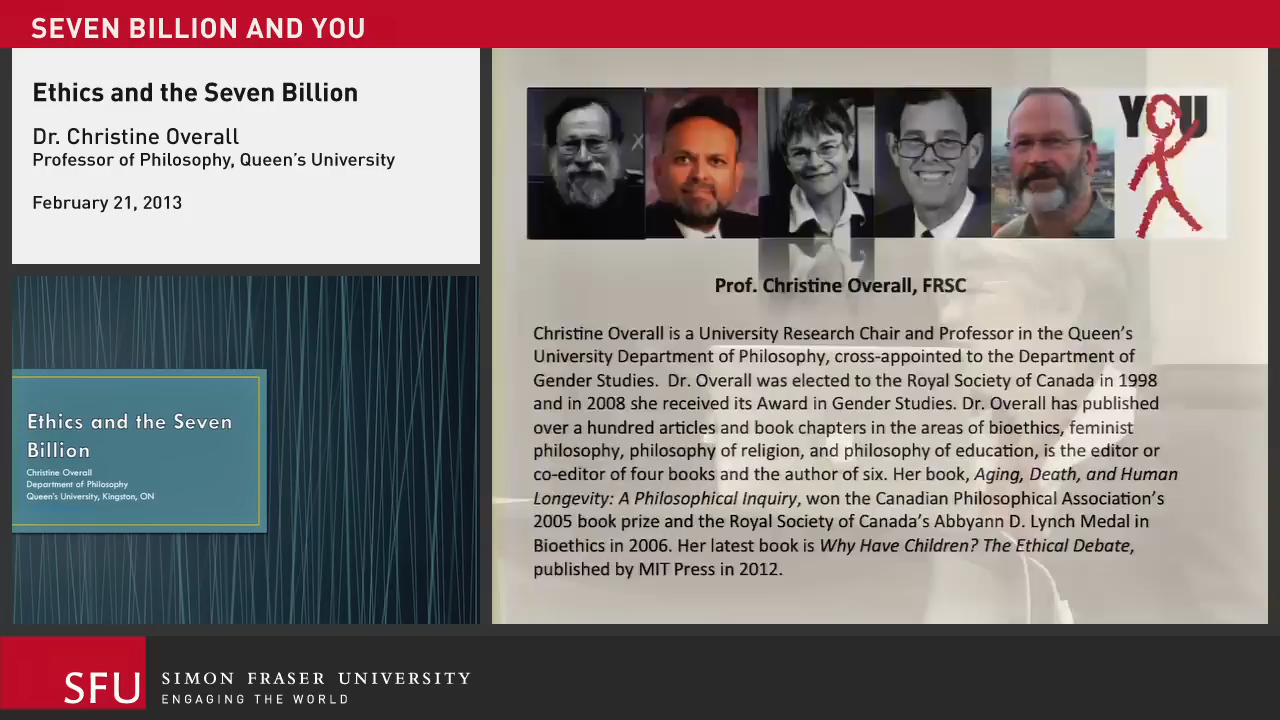 SEVEN BILLION AND YOU
Ethics and the Seven Billion
Dr. Christine Overall
Professor of Philosophy, Queen's University
February 21, 2013
Ethics and the Seven
Billion
Christine Overall
Department of Philosophy
Queen's University, Kingston, ON
YOU
Prof. Christine Overall, FRSC
Christine Overall is a University Research Chair and Professor in the Queen's
University Department of Philosophy, cross-appointed to the Department of
Gender Studies. Dr. Overall was elected to the Royal Society of Canada in 1998
and in 2008 she received its Award in Gender Studies. Dr. Overall has published
over a hundred articles and book chapters in the areas of bioethics, feminist
philosophy, philosophy of religion, and philosophy of education, is the editor or
co-editor of four books and the author of six. Her book, Aging, Death, and Human
Longevity: A Philosophical Inquiry, won the Canadian Philosophical Association's
2005 book prize and the Royal Society of Canada's Abbyann D. Lynch Medal in
Bioethics in 2006. Her latest book is Why Have Children? The Ethical Debate,
published by MIT Press in 2012.
SFU
SIMON FRASER UNIVERSITY
ENGAGING THE WORLD